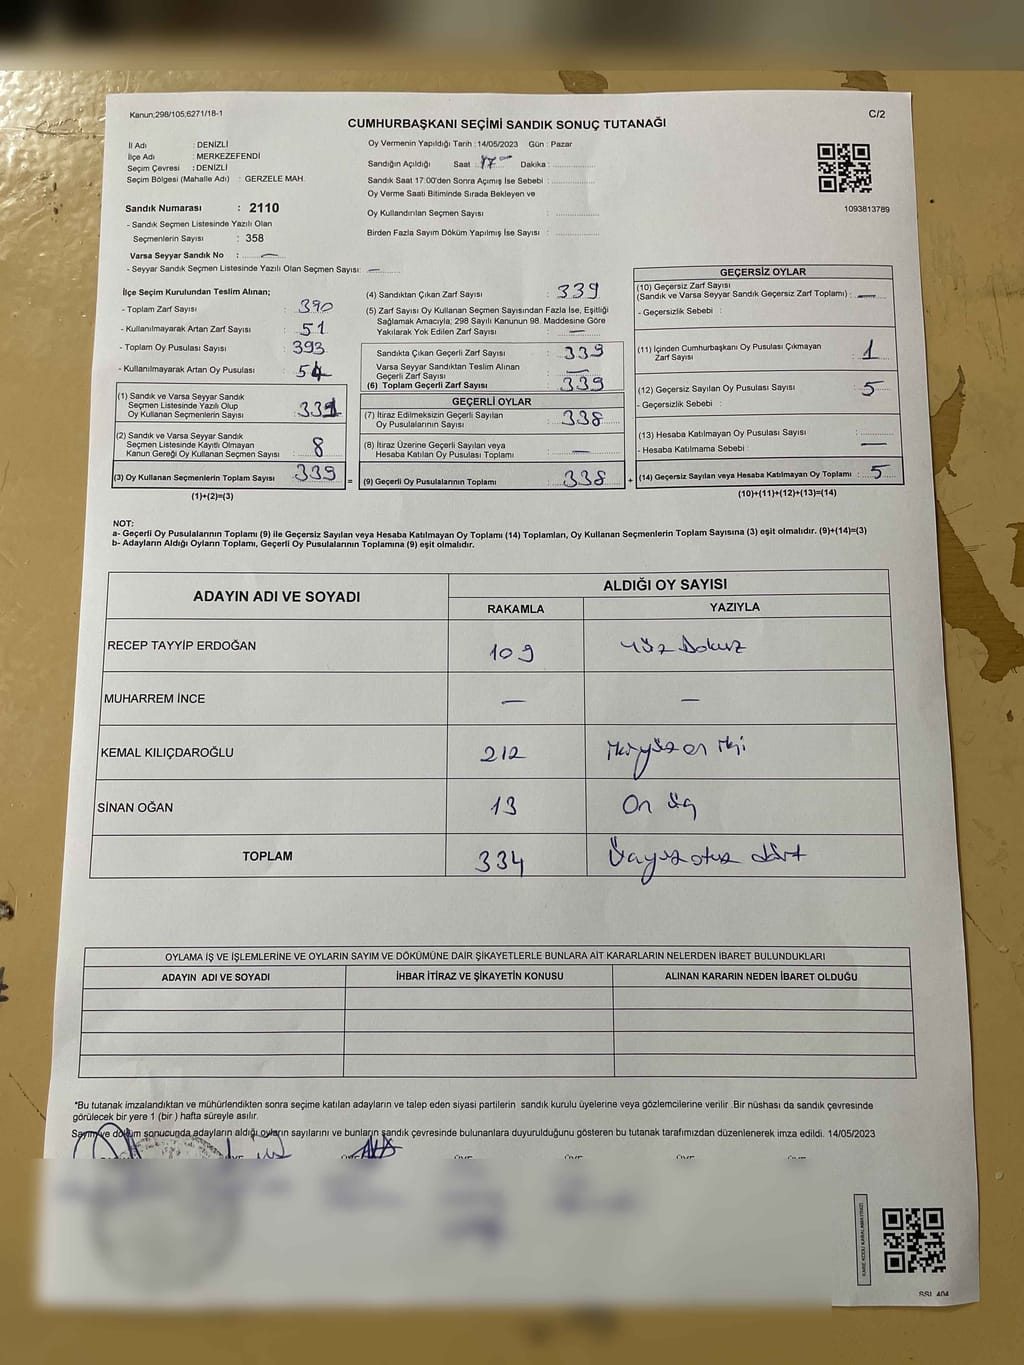 Kanun;298/105,6271/18-1
C/2
CUMHURBAŞKANI SEÇİMİ SANDIK SONUÇ TUTANAĞI
İl Adı : DENİZLİ
İlçe Adı : MERKEZEFENDİ
Seçim Çevresi : DENİZLİ
Seçim Bölgesi (Mahalle Adı) : GERZELE MAH.
Oy Vermenin Yapıldığı Tarih : 14/05/2023 Gün : Pazar
Sandığın Açıldığı Saat : 17 Dakika :
Sandık Saat 17:00'den Sonra Açımış İse Sebebi :
Oy Verme Saati Bitiminde Sırada Bekleyen ve
Oy Kullandırılan Seçmen Sayısı :
Birden Fazla Sayım Döküm Yapılmış İse Sayısı :
1093813789
Sandık Numarası : 2110
- Sandık Seçmen Listesinde Yazılı Olan
Seçmenlerin Sayısı : 358
Varsa Seyyar Sandık No : —
- Seyyar Sandık Seçmen Listesinde Yazılı Olan Seçmen Sayısı: —
İlçe Seçim Kurulundan Teslim Alınan;
- Toplam Zarf Sayısı : 390
- Kullanılmayarak Artan Zarf Sayısı : 51
- Toplam Oy Pusulası Sayısı : 393
- Kullanılmayarak Artan Oy Pusulası : 54
(1) Sandık ve Varsa Seyyar Sandık
Seçmen Listesinde Yazılı Olup
Oy Kullanan Seçmenlerin Sayısı : 331
(2) Sandık ve Varsa Seyyar Sandık
Seçmen Listesinde Kayıtlı Olmayan
Kanun Gereği Oy Kullanan Seçmen Sayısı : 8
(3) Oy Kullanan Seçmenlerin Toplam Sayısı : 339
(1)+(2)=(3)
(4) Sandıktan Çıkan Zarf Sayısı : 339
(5) Zarf Sayısı Oy Kullanan Seçmen Sayısından Fazla İse, Eşitliği
Sağlamak Amacıyla; 298 Sayılı Kanunun 98. Maddesine Göre
Yakılarak Yok Edilen Zarf Sayısı : —
Sandıkta Çıkan Geçerli Zarf Sayısı : 339
Varsa Seyyar Sandıktan Teslim Alınan
Geçerli Zarf Sayısı : —
(6) Toplam Geçerli Zarf Sayısı : 339
GEÇERLİ OYLAR
(7) İtiraz Edilmeksizin Geçerli Sayılan
Oy Pusulalarının Sayısı : 338
(8) İtiraz Üzerine Geçerli Sayılan veya
Hesaba Katılan Oy Pusulası Toplamı : —
= (9) Geçerli Oy Pusulalarının Toplamı : 338 +
GEÇERSİZ OYLAR
(10) Geçersiz Zarf Sayısı
(Sandık ve Varsa Seyyar Sandık Geçersiz Zarf Toplamı) : —
- Geçersizlik Sebebi :
(11) İçinden Cumhurbaşkanı Oy Pusulası Çıkmayan
Zarf Sayısı : 1
(12) Geçersiz Sayılan Oy Pusulası Sayısı : 5
- Geçersizlik Sebebi :
(13) Hesaba Katılmayan Oy Pusulası Sayısı :
- Hesaba Katılmama Sebebi : —
(14) Geçersiz Sayılan veya Hesaba Katılmayan Oy Toplamı : 5
(10)+(11)+(12)+(13)=(14)
NOT:
a- Geçerli Oy Pusulalarının Toplamı (9) ile Geçersiz Sayılan veya Hesaba Katılmayan Oy Toplamı (14) Toplamları, Oy Kullanan Seçmenlerin Toplam Sayısına (3) eşit olmalıdır. (9)+(14)=(3)
b- Adayların Aldığı Oyların Toplamı, Geçerli Oy Pusulalarının Toplamına (9) eşit olmalıdır.
ADAYIN ADI VE SOYADI
ALDIĞI OY SAYISI
RAKAMLA YAZIYLA
RECEP TAYYİP ERDOĞAN 109 Yüz Dokuz
MUHARREM İNCE — —
KEMAL KILIÇDAROĞLU 212 ikiyüz on iki
SİNAN OĞAN 13 On üç
TOPLAM 334 Üçyüz otuz dört
OYLAMA İŞ VE İŞLEMLERİNE VE OYLARIN SAYIM VE DÖKÜMÜNE DAİR ŞİKAYETLERLE BUNLARA AİT KARARLARIN NELERDEN İBARET BULUNDUKLARI
ADAYIN ADI VE SOYADI İHBAR İTİRAZ VE ŞİKAYETİN KONUSU ALINAN KARARIN NEDEN İBARET OLDUĞU
*Bu tutanak imzalandıktan ve mühürlendikten sonra seçime katılan adayların ve talep eden siyasi partilerin sandık kurulu üyelerine veya gözlemcilerine verilir .Bir nüshası da sandık çevresinde
görülecek bir yere 1 (bir ) hafta süreyle asılır.
Sayım ve döküm sonucunda adayların aldığı oyların sayılarını ve bunların sandık çevresinde bulunanlara duyurulduğunu gösteren bu tutanak tarafımızdan düzenlenerek imza edildi. 14/05/2023
KARE KODU KARALAMAYINIZ!